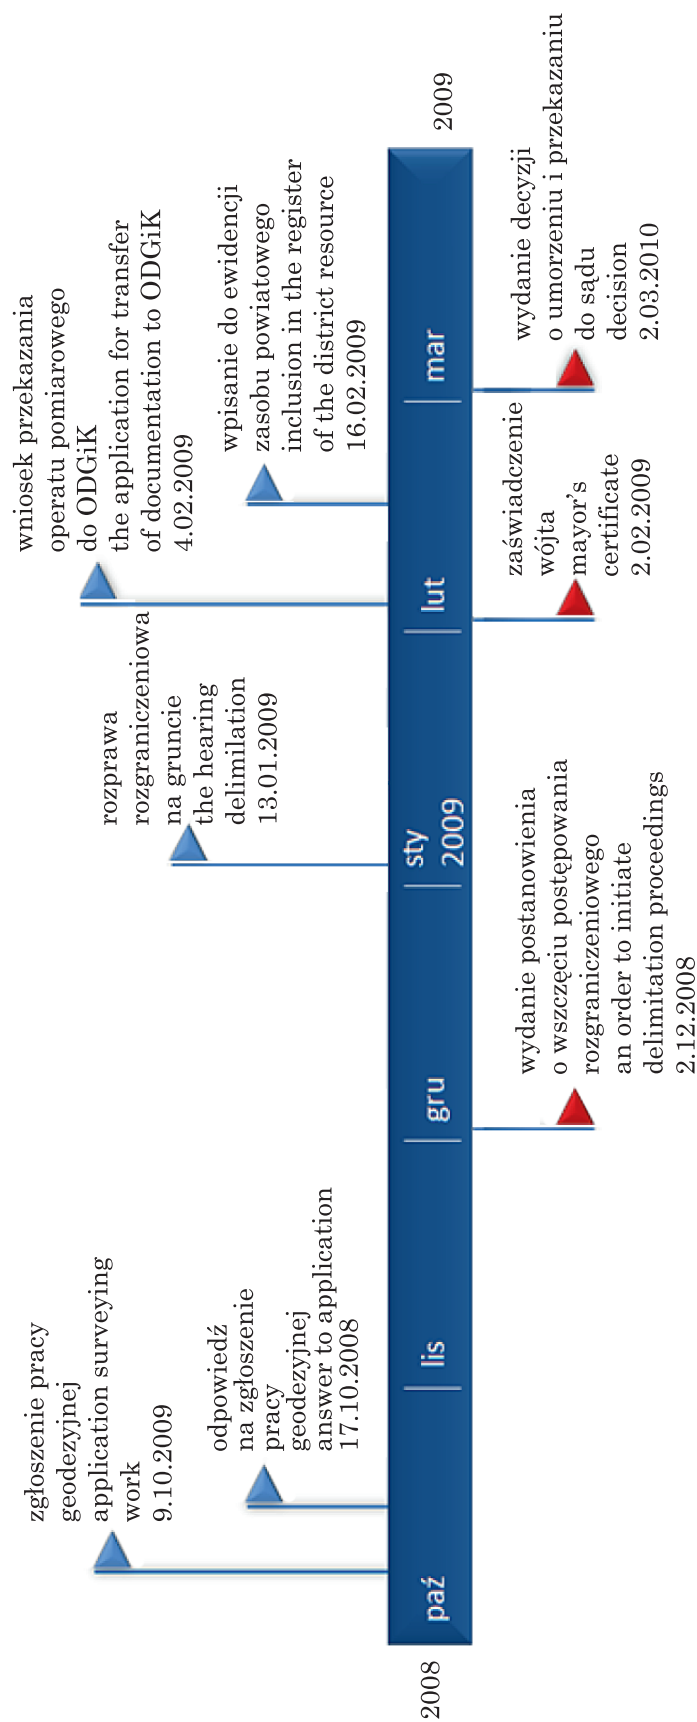 zgłoszenie pracy
geodezyjnej
application surveying
work
9.10.2009
odpowiedź
na zgłoszenie
pracy
geodezyjnej
answer to application
17.10.2008
rozprawa
rozgraniczeniowa
na gruncie
the hearing
delimilation
13.01.2009
wniosek przekazania
operatu pomiarowego
do ODGiK
the application for transfer
of documentation to ODGiK
4.02.2009
wpisanie do ewidencji
zasobu powiatowego
inclusion in the register
of the district resource
16.02.2009
2008
paź
lis
gru
sty
2009
lut
mar
2009
wydanie postanowienia
o wszczęciu postępowania
rozgraniczeniowego
an order to initiate
delimitation proceedings
2.12.2008
zaświadczenie
wójta
mayor's
certificate
2.02.2009
wydanie decyzji
o umorzeniu i przekazaniu
do sądu
decision
2.03.2010